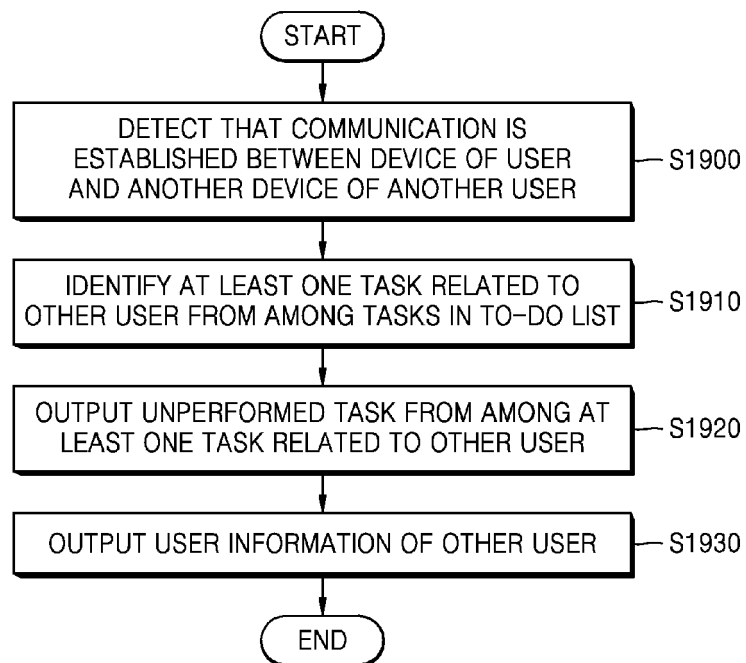 START
DETECT THAT COMMUNICATION IS
ESTABLISHED BETWEEN DEVICE OF USER
AND ANOTHER DEVICE OF ANOTHER USER
S1900
IDENTIFY AT LEAST ONE TASK RELATED TO
OTHER USER FROM AMONG TASKS IN TO-DO LIST
S1910
OUTPUT UNPERFORMED TASK FROM AMONG AT
LEAST ONE TASK RELATED TO OTHER USER
S1920
OUTPUT USER INFORMATION OF OTHER USER
S1930
END